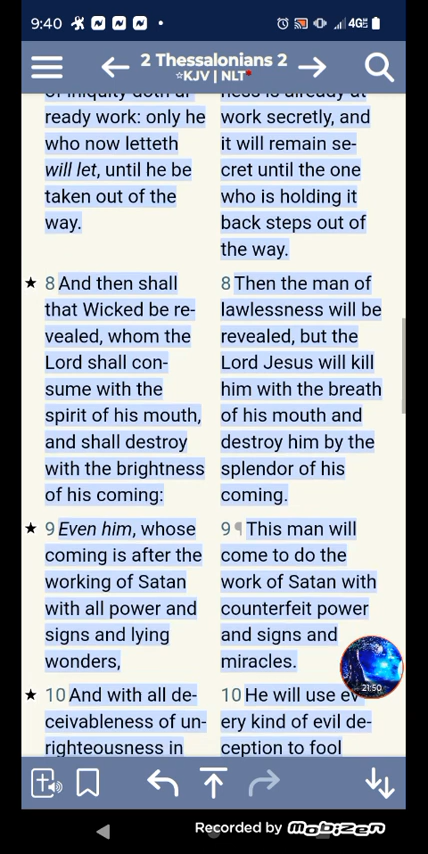 9:40 4G
2 Thessalonians 2
☆KJV | NLT*
of iniquity doth al-
ready work: only he
who now letteth
will let, until he be
taken out of the
way.
ness is already at
work secretly, and
it will remain se-
cret until the one
who is holding it
back steps out of
the way.
★ 8 And then shall
that Wicked be re-
vealed, whom the
Lord shall con-
sume with the
spirit of his mouth,
and shall destroy
with the brightness
of his coming:
8 Then the man of
lawlessness will be
revealed, but the
Lord Jesus will kill
him with the breath
of his mouth and
destroy him by the
splendor of his
coming.
★ 9 Even him, whose
coming is after the
working of Satan
with all power and
signs and lying
wonders,
9 ¶ This man will
come to do the
work of Satan with
counterfeit power
and signs and
miracles.
★ 10 And with all de-
ceivableness of un-
righteousness in
10 He will use ev-
ery kind of evil de-
ception to fool
21:50
Recorded by Mobizen